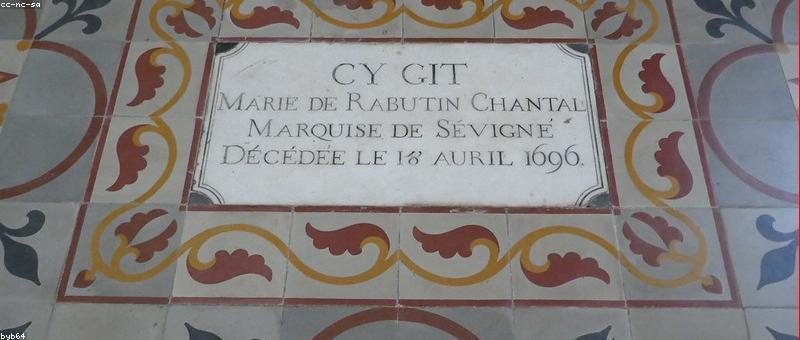 cc-nc-sa
CY GIT
MARIE DE RABUTIN CHANTAL
MARQUISE DE SÉVIGNÉ
DÉCÉDÉE LE 18 AURIL 1696.
byb64